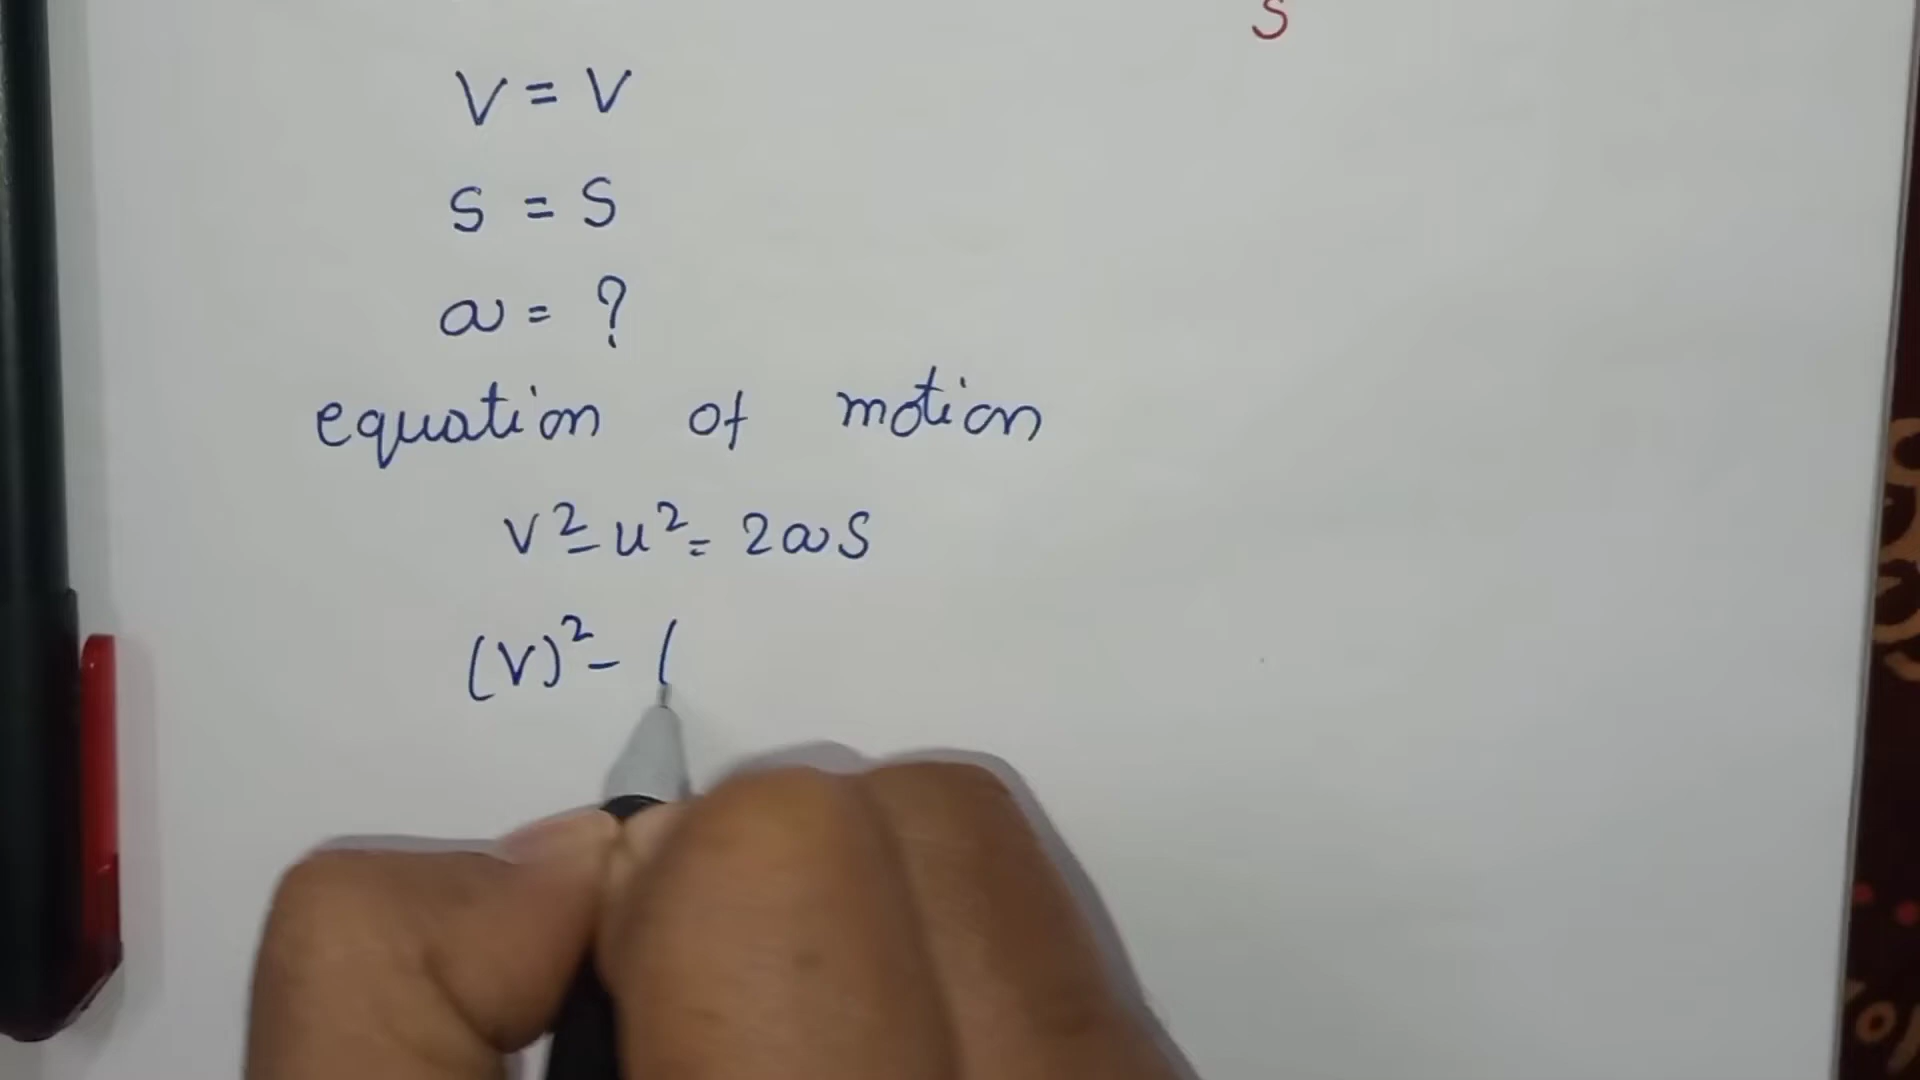 S
V = V
S = S
a = ?
equation of motion
v² - u² = 2aS
(v)² - (